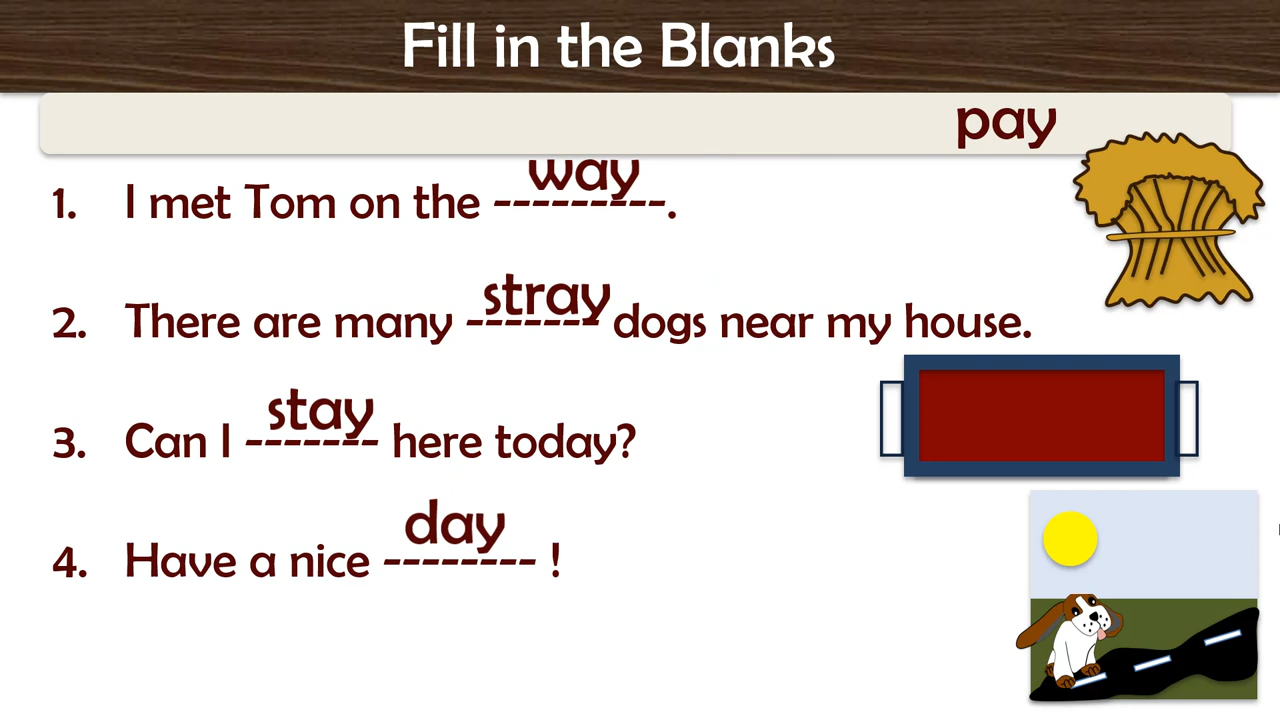 Fill in the Blanks
pay
way
1. I met Tom on the ---------.
stray
2. There are many ------- dogs near my house.
stay
3. Can I ------- here today?
day
4. Have a nice -------- !